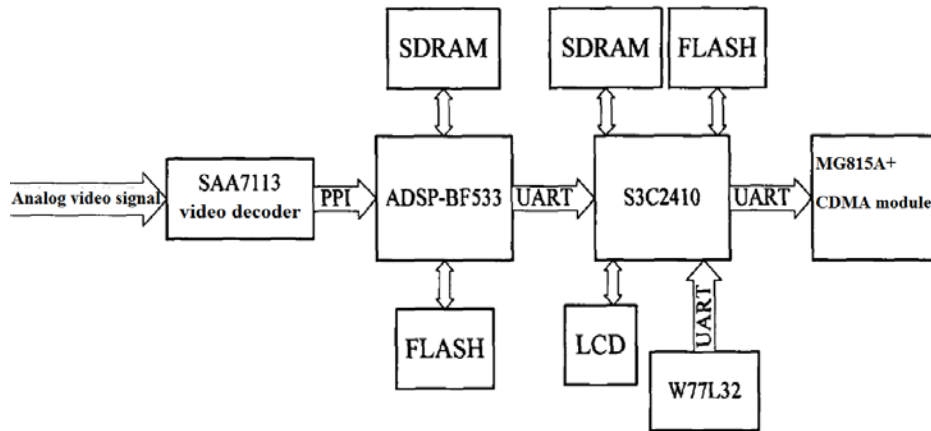 SDRAM
SDRAM
FLASH
Analog video signal
SAA7113
video decoder
PPI
ADSP-BF533
UART
S3C2410
UART
MG815A+
CDMA module
FLASH
LCD
UART
W77L32